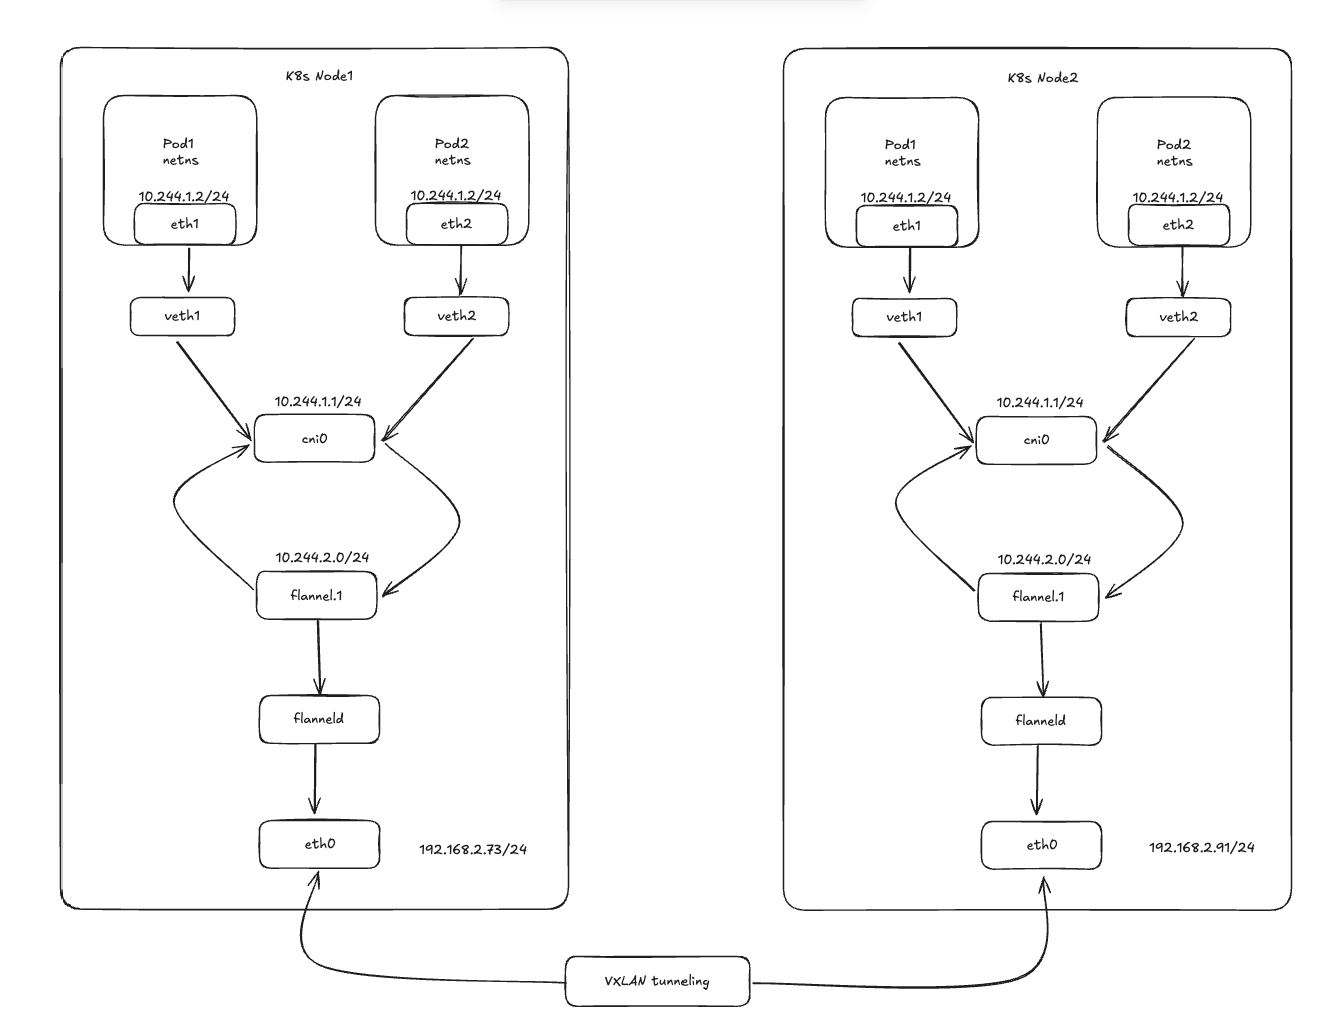 K8s Node1
Pod1
netns
10.244.1.2/24
eth1
Pod2
netns
10.244.1.2/24
eth2
veth1
veth2
10.244.1.1/24
cni0
10.244.2.0/24
flannel.1
flanneld
eth0
192.168.2.73/24
K8s Node2
Pod1
netns
10.244.1.2/24
eth1
Pod2
netns
10.244.1.2/24
eth2
veth1
veth2
10.244.1.1/24
cni0
10.244.2.0/24
flannel.1
flanneld
eth0
192.168.2.91/24
VXLAN tunneling